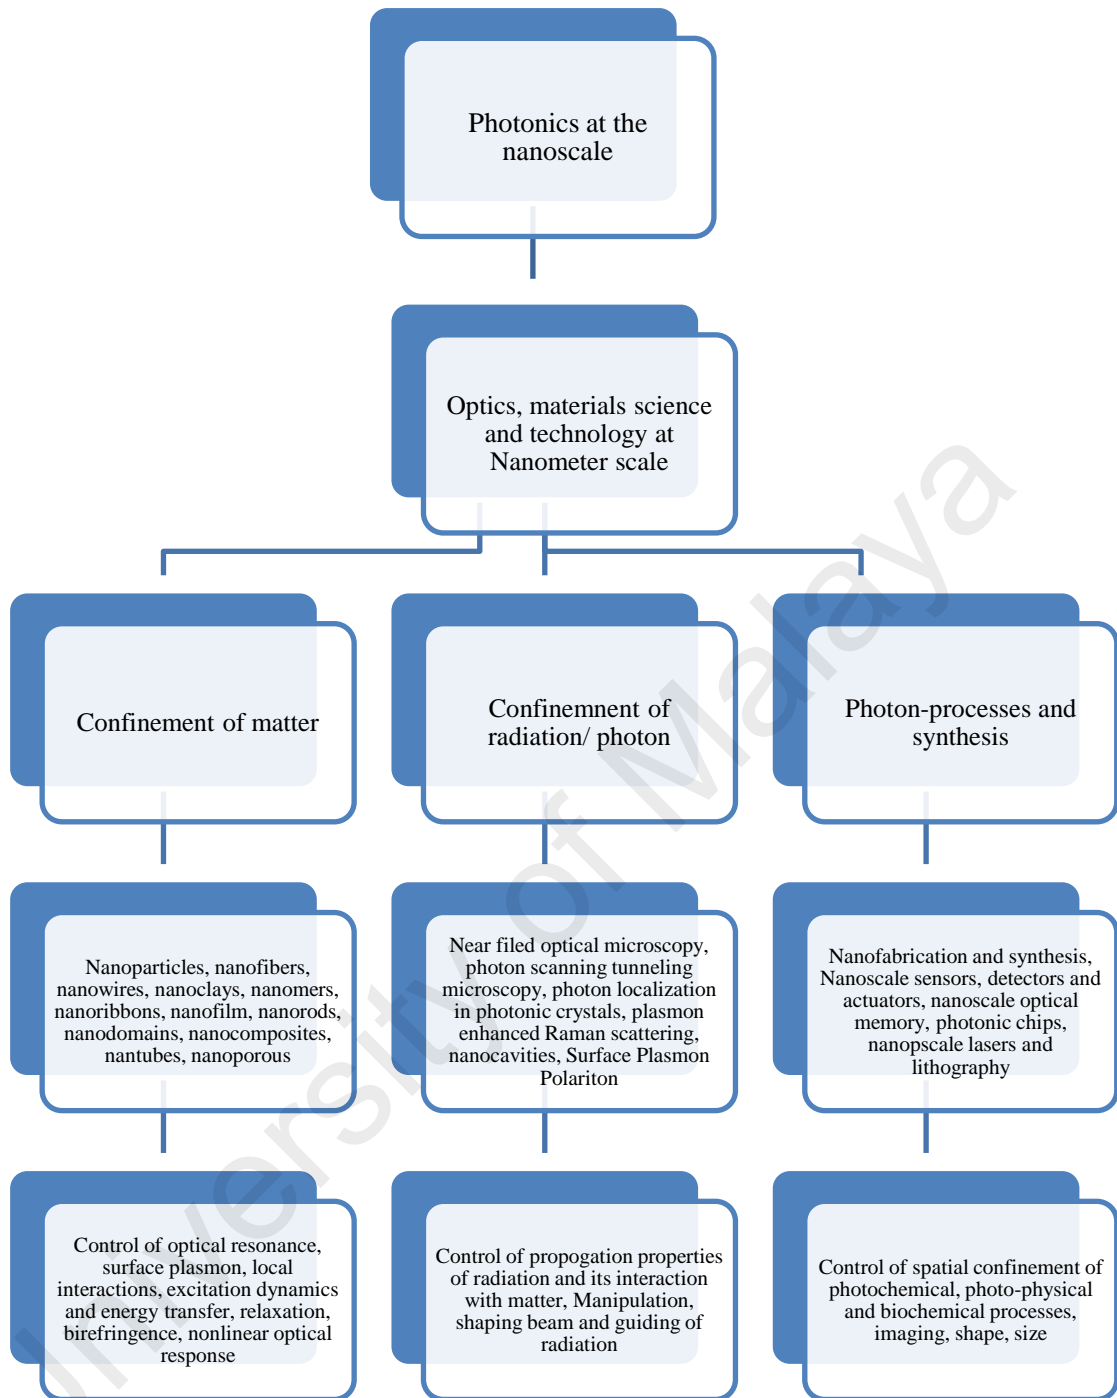 Photonics at the
nanoscale
Optics, materials science
and technology at
Nanometer scale
Confinement of matter
Confinemnent of
radiation/ photon
Photon-processes and
synthesis
Nanoparticles, nanofibers,
nanowires, nanoclays, nanomers,
nanoribbons, nanofilm, nanorods,
nanodomains, nanocomposites,
nantubes, nanoporous
Near filed optical microscopy,
photon scanning tunneling
microscopy, photon localization
in photonic crystals, plasmon
enhanced Raman scattering,
nanocavities, Surface Plasmon
Polariton
Nanofabrication and synthesis,
Nanoscale sensors, detectors and
actuators, nanoscale optical
memory, photonic chips,
nanopscale lasers and
lithography
Control of optical resonance,
surface plasmon, local
interactions, excitation dynamics
and energy transfer, relaxation,
birefringence, nonlinear optical
response
Control of propogation properties
of radiation and its interaction
with matter, Manipulation,
shaping beam and guiding of
radiation
Control of spatial confinement of
photochemical, photo-physical
and biochemical processes,
imaging, shape, size
University of Malaya